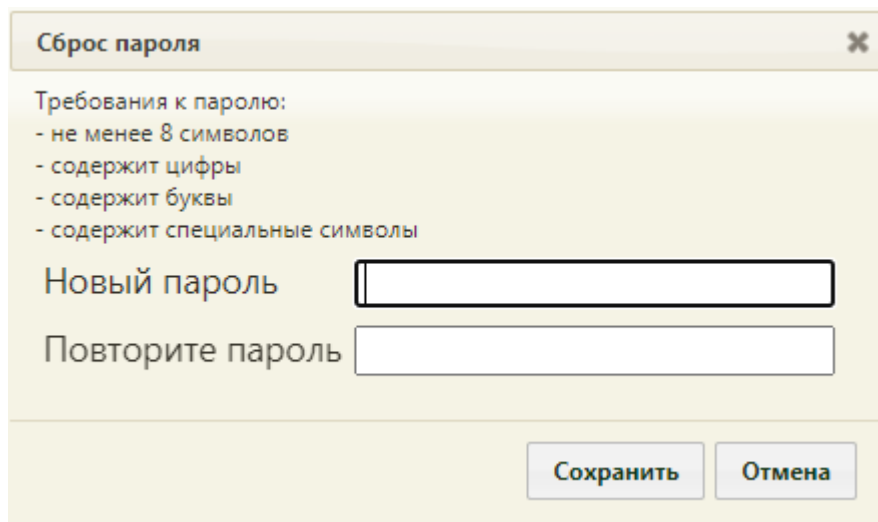 Сброс пароля
Требования к паролю:
- не менее 8 символов
- содержит цифры
- содержит буквы
- содержит специальные символы
Новый пароль
Повторите пароль
Сохранить Отмена